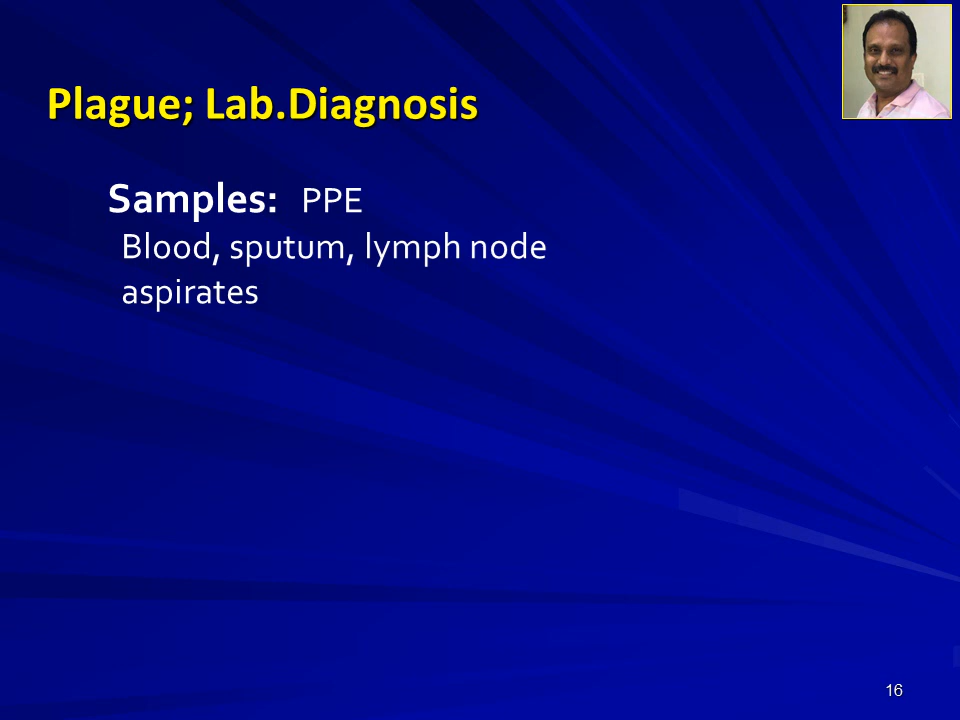 Plague; Lab.Diagnosis
Samples: PPE
Blood, sputum, lymph node
aspirates
16